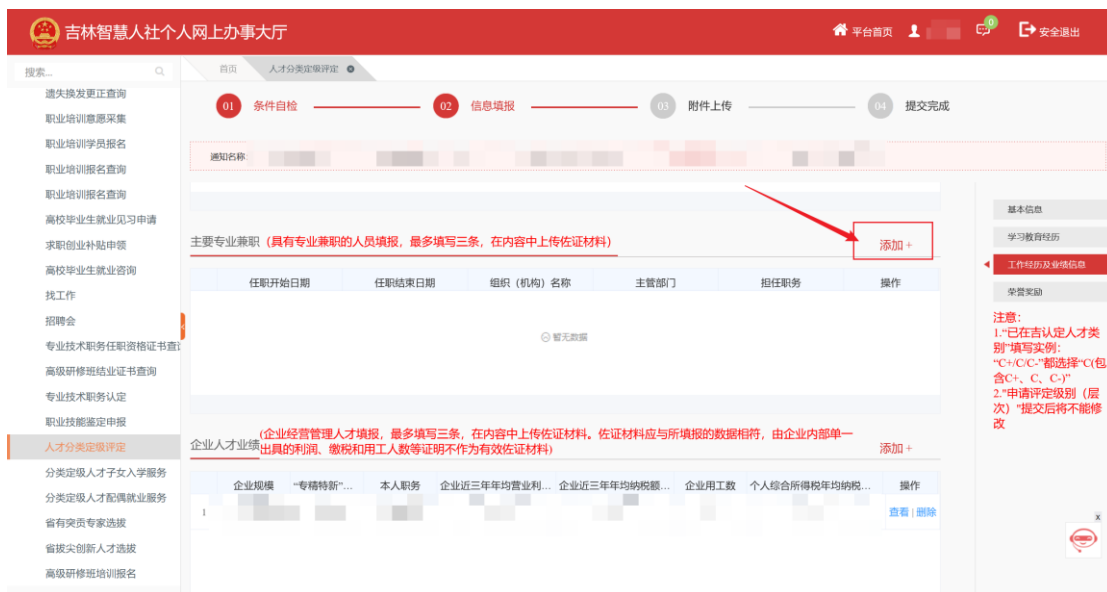 吉林智慧人社个人网上办事大厅
平台首页
0
安全退出
搜索...
首页
人才分类定级评定
遗失换发更正查询
职业培训意愿采集
职业培训学员报名
职业培训报名查询
职业培训报名查询
高校毕业生就业见习申请
求职创业补贴申领
高校毕业生就业咨询
找工作
招聘会
专业技术职务任职资格证书查询
高级研修班结业证书查询
专业技术职务认定
职业技能鉴定申报
人才分类定级评定
分类定级人才子女入学服务
分类定级人才配偶就业服务
省有突贡专家选拔
省拔尖创新人才选拔
高级研修班培训报名
01 条件自检
02 信息填报
03 附件上传
04 提交完成
通知名称:
主要专业兼职（具有专业兼职的人员填报，最多填写三条，在内容中上传佐证材料）
添加 +
任职开始日期 任职结束日期 组织（机构）名称 主管部门 担任职务 操作
暂无数据
企业人才业绩
(企业经营管理人才填报，最多填写三条，在内容中上传佐证材料。佐证材料应与所填报的数据相符，由企业内部单一
出具的利润、缴税和用工人数等证明不作为有效佐证材料)
添加 +
企业规模 “专精特新”... 本人职务 企业近三年年均营业利... 企业近三年年均纳税额... 企业用工数 个人综合所得税年均纳税... 操作
1 查看 | 删除
基本信息
学习教育经历
工作经历及业绩信息
荣誉奖励
注意:
1.“已在吉认定人才类
别”填写实例:
“C+/C/C-”都选择“C(包
含C+、C、C-)”
2.“申请评定级别（层
次）”提交后将不能修
改
x